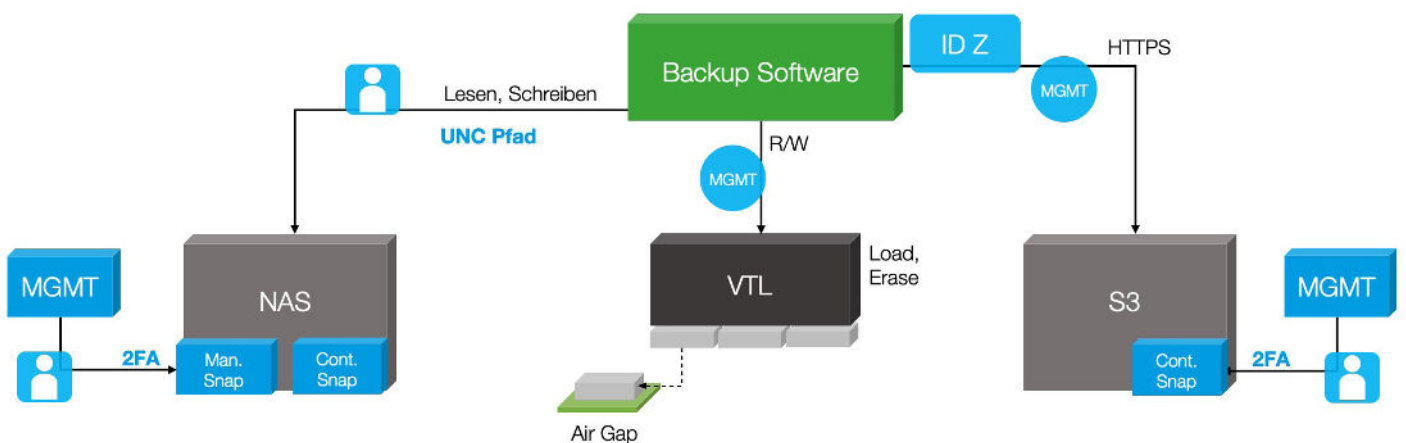 Backup Software
ID Z
HTTPS
MGMT
Lesen, Schreiben
UNC Pfad
R/W
MGMT
MGMT
NAS
2FA
Man.
Snap
Cont.
Snap
VTL
Load,
Erase
Air Gap
S3
Cont.
Snap
MGMT
2FA